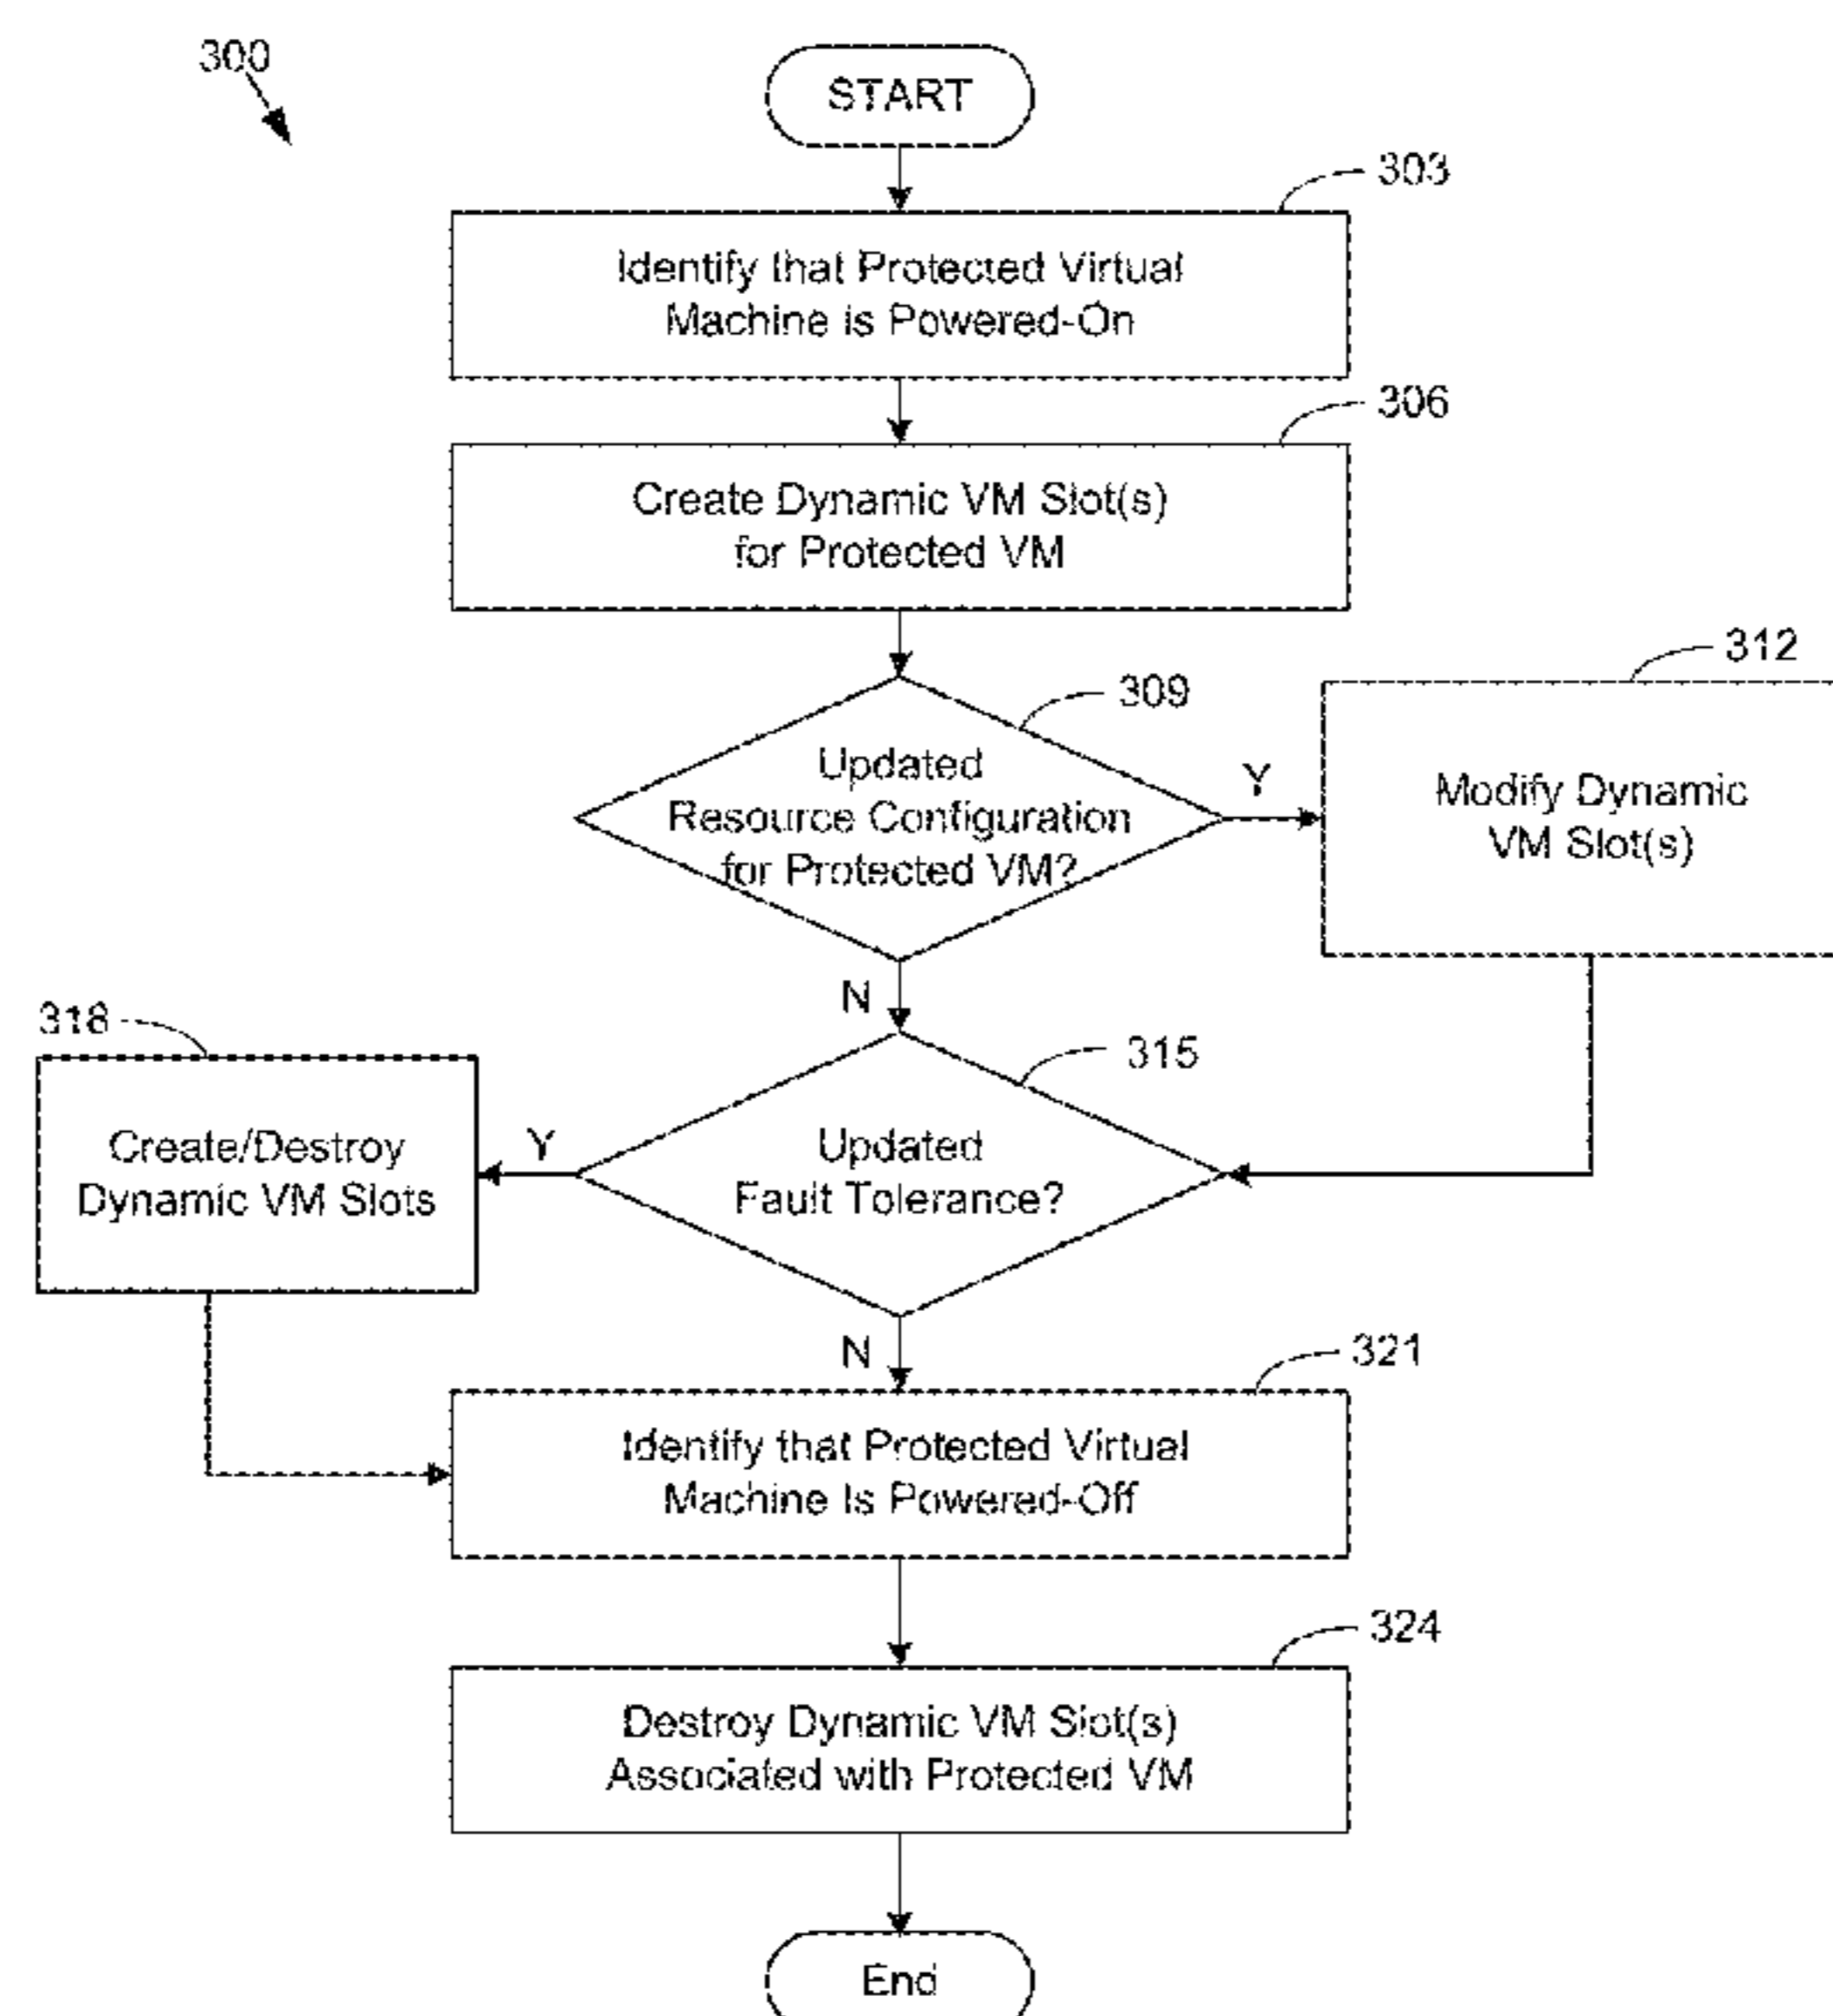 300
START
303
Identify that Protected Virtual
Machine is Powered-On
306
Create Dynamic VM Slot(s)
for Protected VM
309
Updated
Resource Configuration
for Protected VM?
Y
312
Modify Dynamic
VM Slot(s)
N
318
Create/Destroy
Dynamic VM Slots
Y
315
Updated
Fault Tolerance?
N
321
Identify that Protected Virtual
Machine Is Powered-Off
324
Destroy Dynamic VM Slot(s)
Associated with Protected VM
End